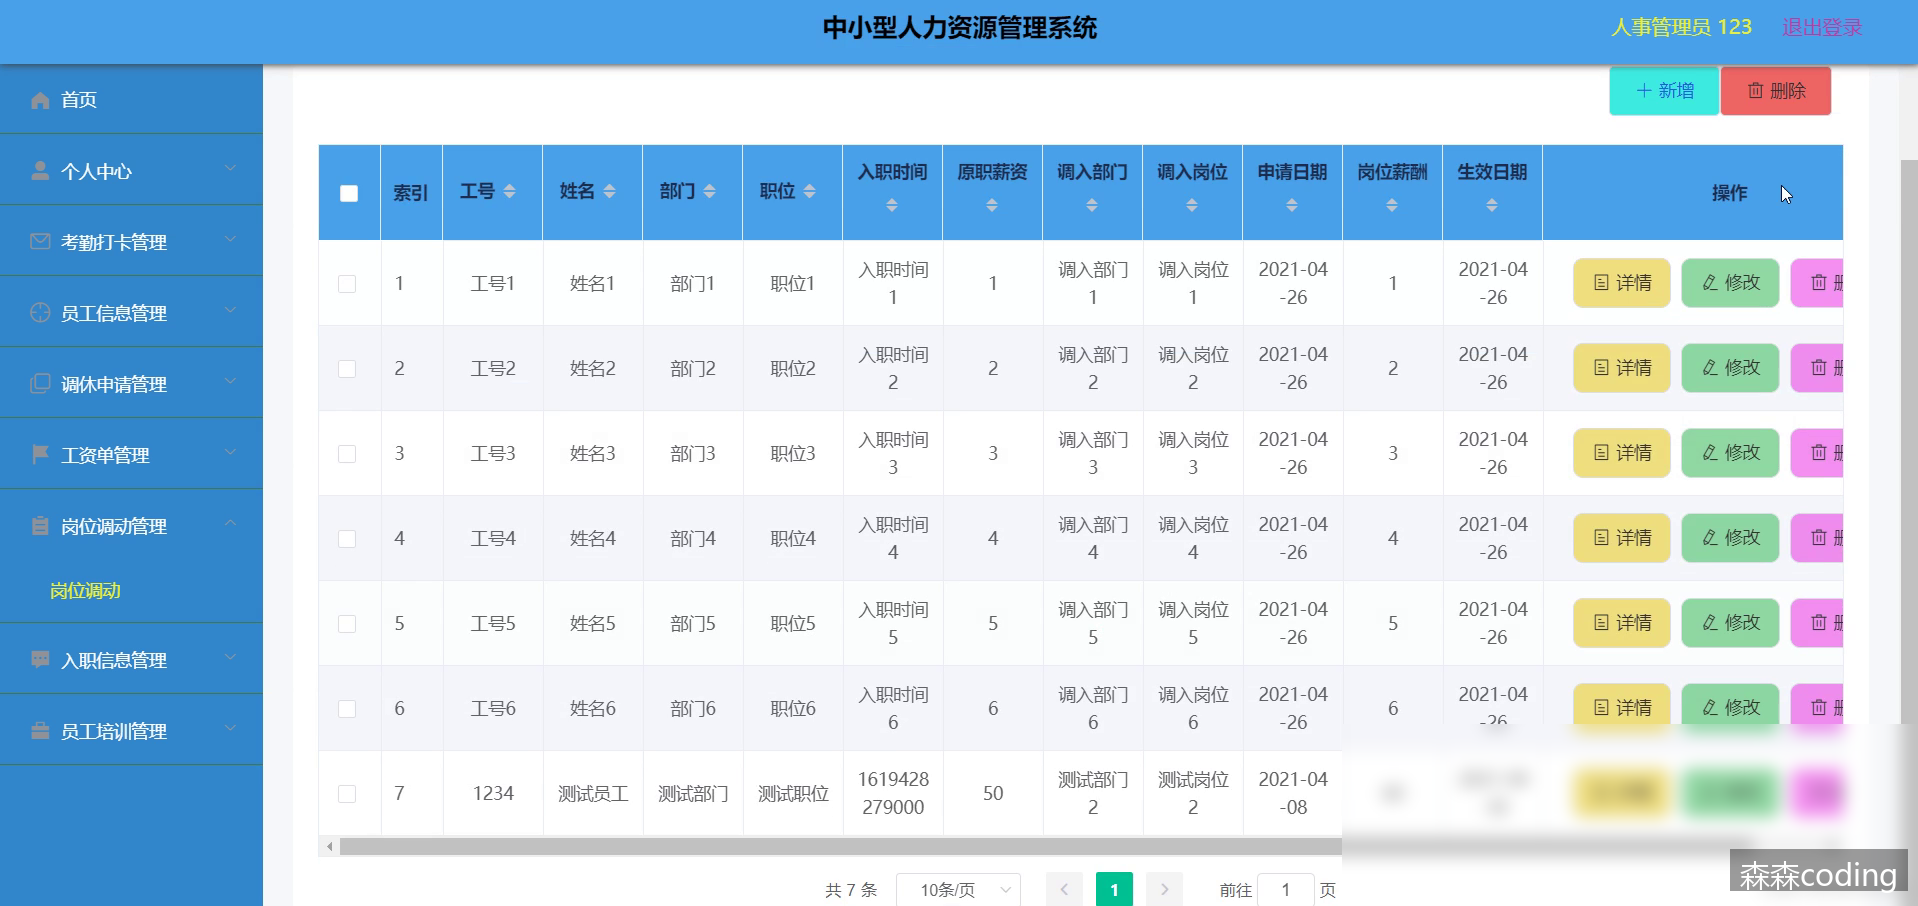 中小型人力资源管理系统
人事管理员 123
退出登录
首页
个人中心
考勤打卡管理
员工信息管理
调休申请管理
工资单管理
岗位调动管理
岗位调动
入职信息管理
员工培训管理
新增
删除
索引 工号 姓名 部门 职位 入职时间 原职薪资 调入部门 调入岗位 申请日期 岗位薪酬 生效日期 操作
1 工号1 姓名1 部门1 职位1 入职时间1 1 调入部门1 调入岗位1 2021-04-26 1 2021-04-26 详情 修改
2 工号2 姓名2 部门2 职位2 入职时间2 2 调入部门2 调入岗位2 2021-04-26 2 2021-04-26 详情 修改
3 工号3 姓名3 部门3 职位3 入职时间3 3 调入部门3 调入岗位3 2021-04-26 3 2021-04-26 详情 修改
4 工号4 姓名4 部门4 职位4 入职时间4 4 调入部门4 调入岗位4 2021-04-26 4 2021-04-26 详情 修改
5 工号5 姓名5 部门5 职位5 入职时间5 5 调入部门5 调入岗位5 2021-04-26 5 2021-04-26 详情 修改
6 工号6 姓名6 部门6 职位6 入职时间6 6 调入部门6 调入岗位6 2021-04-26 6 2021-04-26 详情 修改
7 1234 测试员工 测试部门 测试职位 1619428279000 50 测试部门2 测试岗位2 2021-04-08
共 7 条 10条/页 1 前往 1 页
森森coding